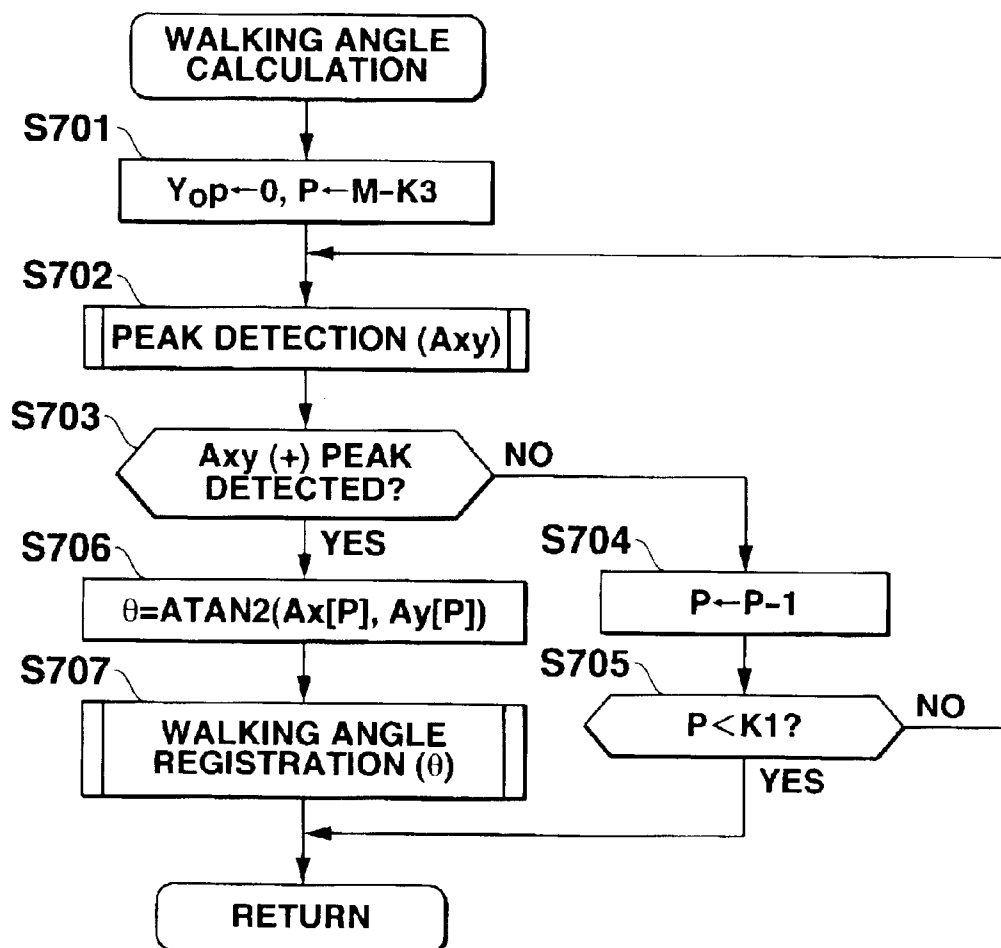 WALKING ANGLE
CALCULATION
S701
Yop←0, P←M-K3
S702
PEAK DETECTION (Axy)
S703
Axy (+) PEAK
DETECTED?
NO
YES
S706
θ=ATAN2(Ax[P], Ay[P])
S704
P←P-1
S707
WALKING ANGLE
REGISTRATION (θ)
S705
P<K1?
NO
YES
RETURN